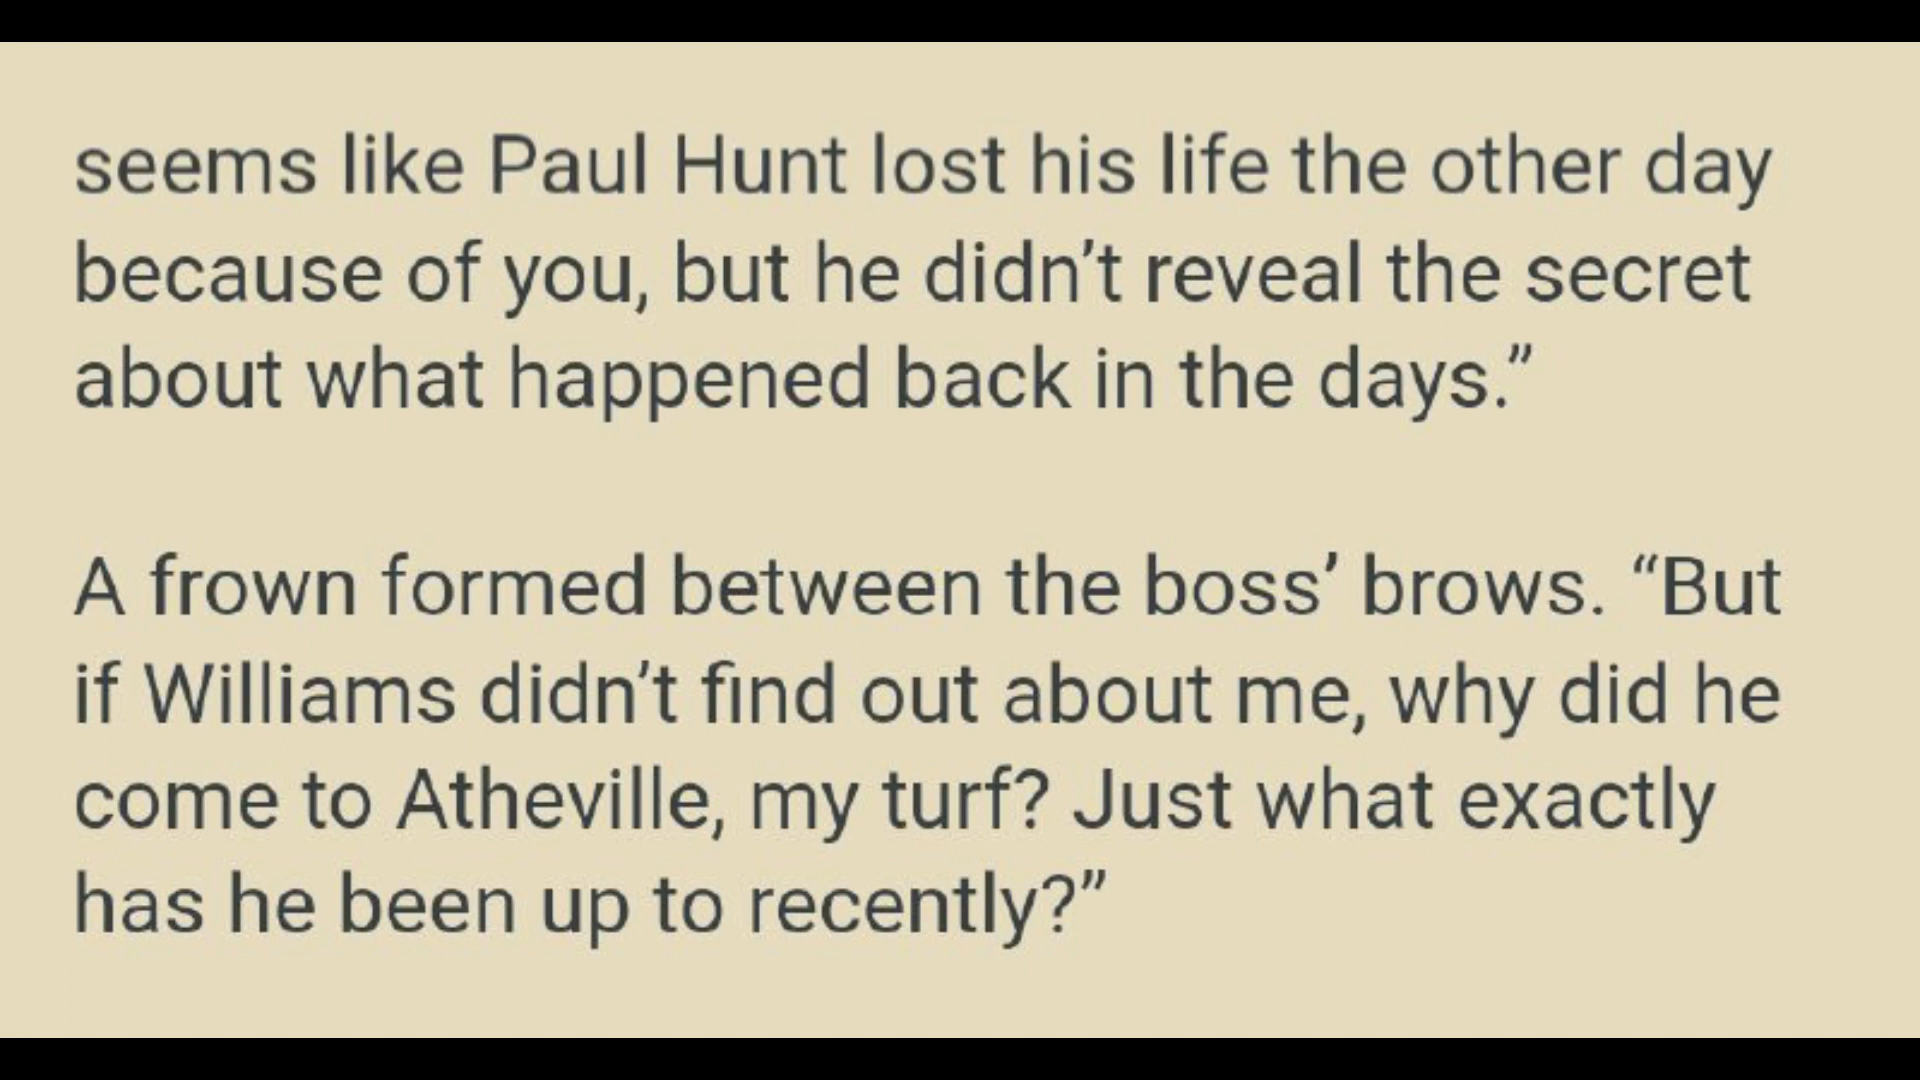 seems like Paul Hunt lost his life the other day
because of you, but he didn’t reveal the secret
about what happened back in the days.”
A frown formed between the boss’ brows. “But
if Williams didn’t find out about me, why did he
come to Atheville, my turf? Just what exactly
has he been up to recently?”